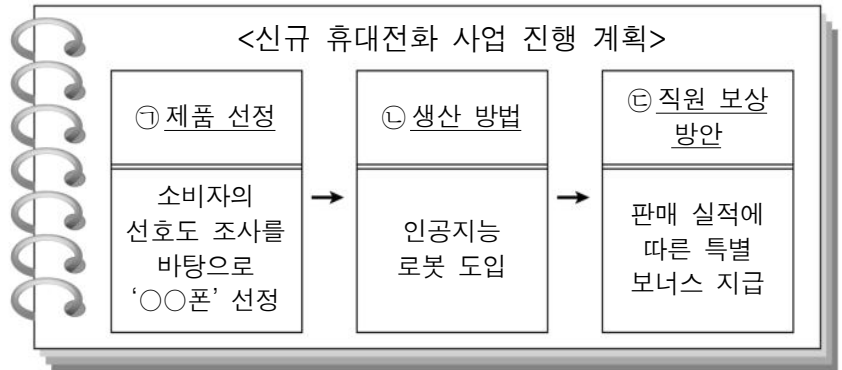 <신규 휴대전화 사업 진행 계획>
㉠ 제품 선정
소비자의
선호도 조사를
바탕으로
‘○○폰’ 선정
→
㉡ 생산 방법
인공지능
로봇 도입
→
㉢ 직원 보상
방안
판매 실적에
따른 특별
보너스 지급